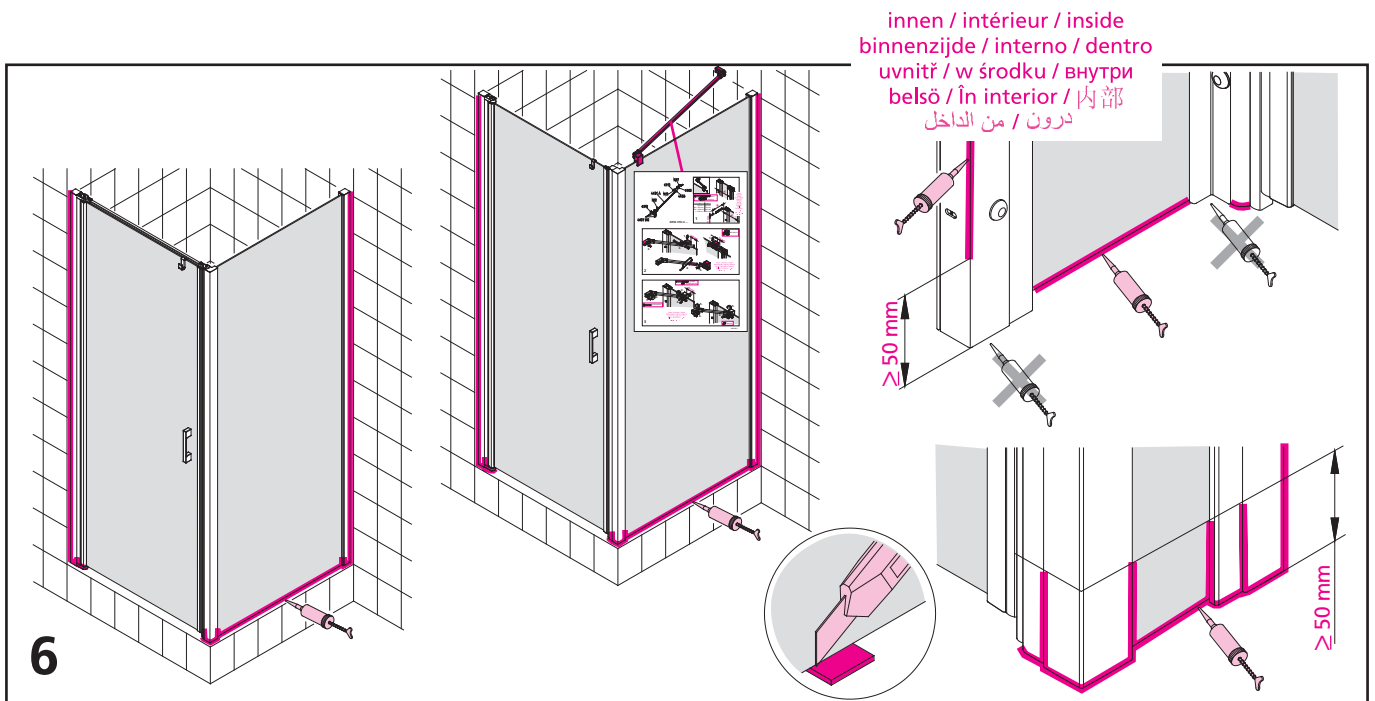 innen / intérieur / inside
binnenzijde / interno / dentro
uvnitř / w środku / внутри
belsö / În interior / 内部
من الداخل / درون
≥ 50 mm
≥ 50 mm
6